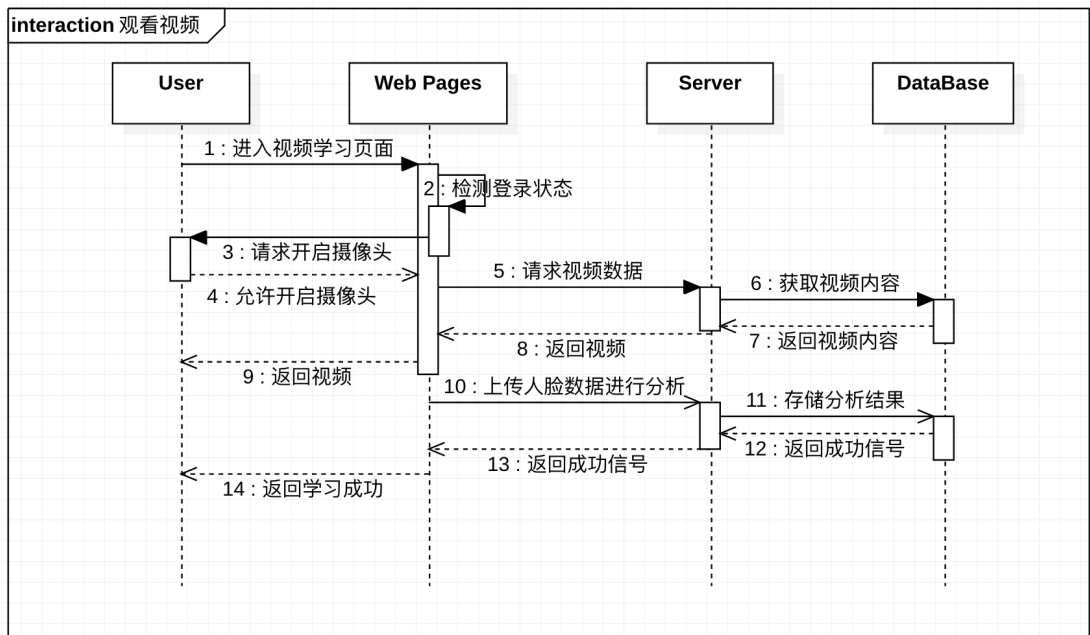 interaction 观看视频
User
Web Pages
Server
DataBase
1 : 进入视频学习页面
2 : 检测登录状态
3 : 请求开启摄像头
4 : 允许开启摄像头
5 : 请求视频数据
6 : 获取视频内容
7 : 返回视频内容
8 : 返回视频
9 : 返回视频
10 : 上传人脸数据进行分析
11 : 存储分析结果
12 : 返回成功信号
13 : 返回成功信号
14 : 返回学习成功